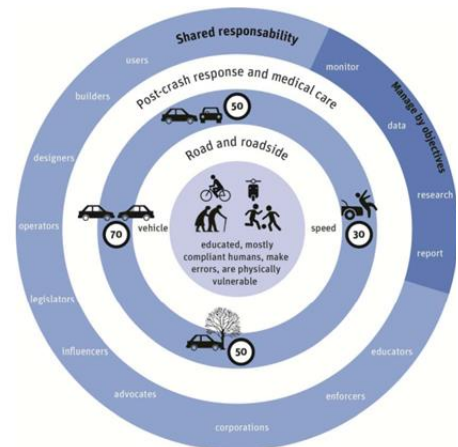 Shared responsability
Manage by objectives
users
builders
designers
operators
legislators
influencers
advocates
corporations
enforcers
educators
report
research
data
monitor
Post-crash response and medical care
50
Road and roadside
70
vehicle
speed
30
educated, mostly
compliant humans, make
errors, are physically
vulnerable
50